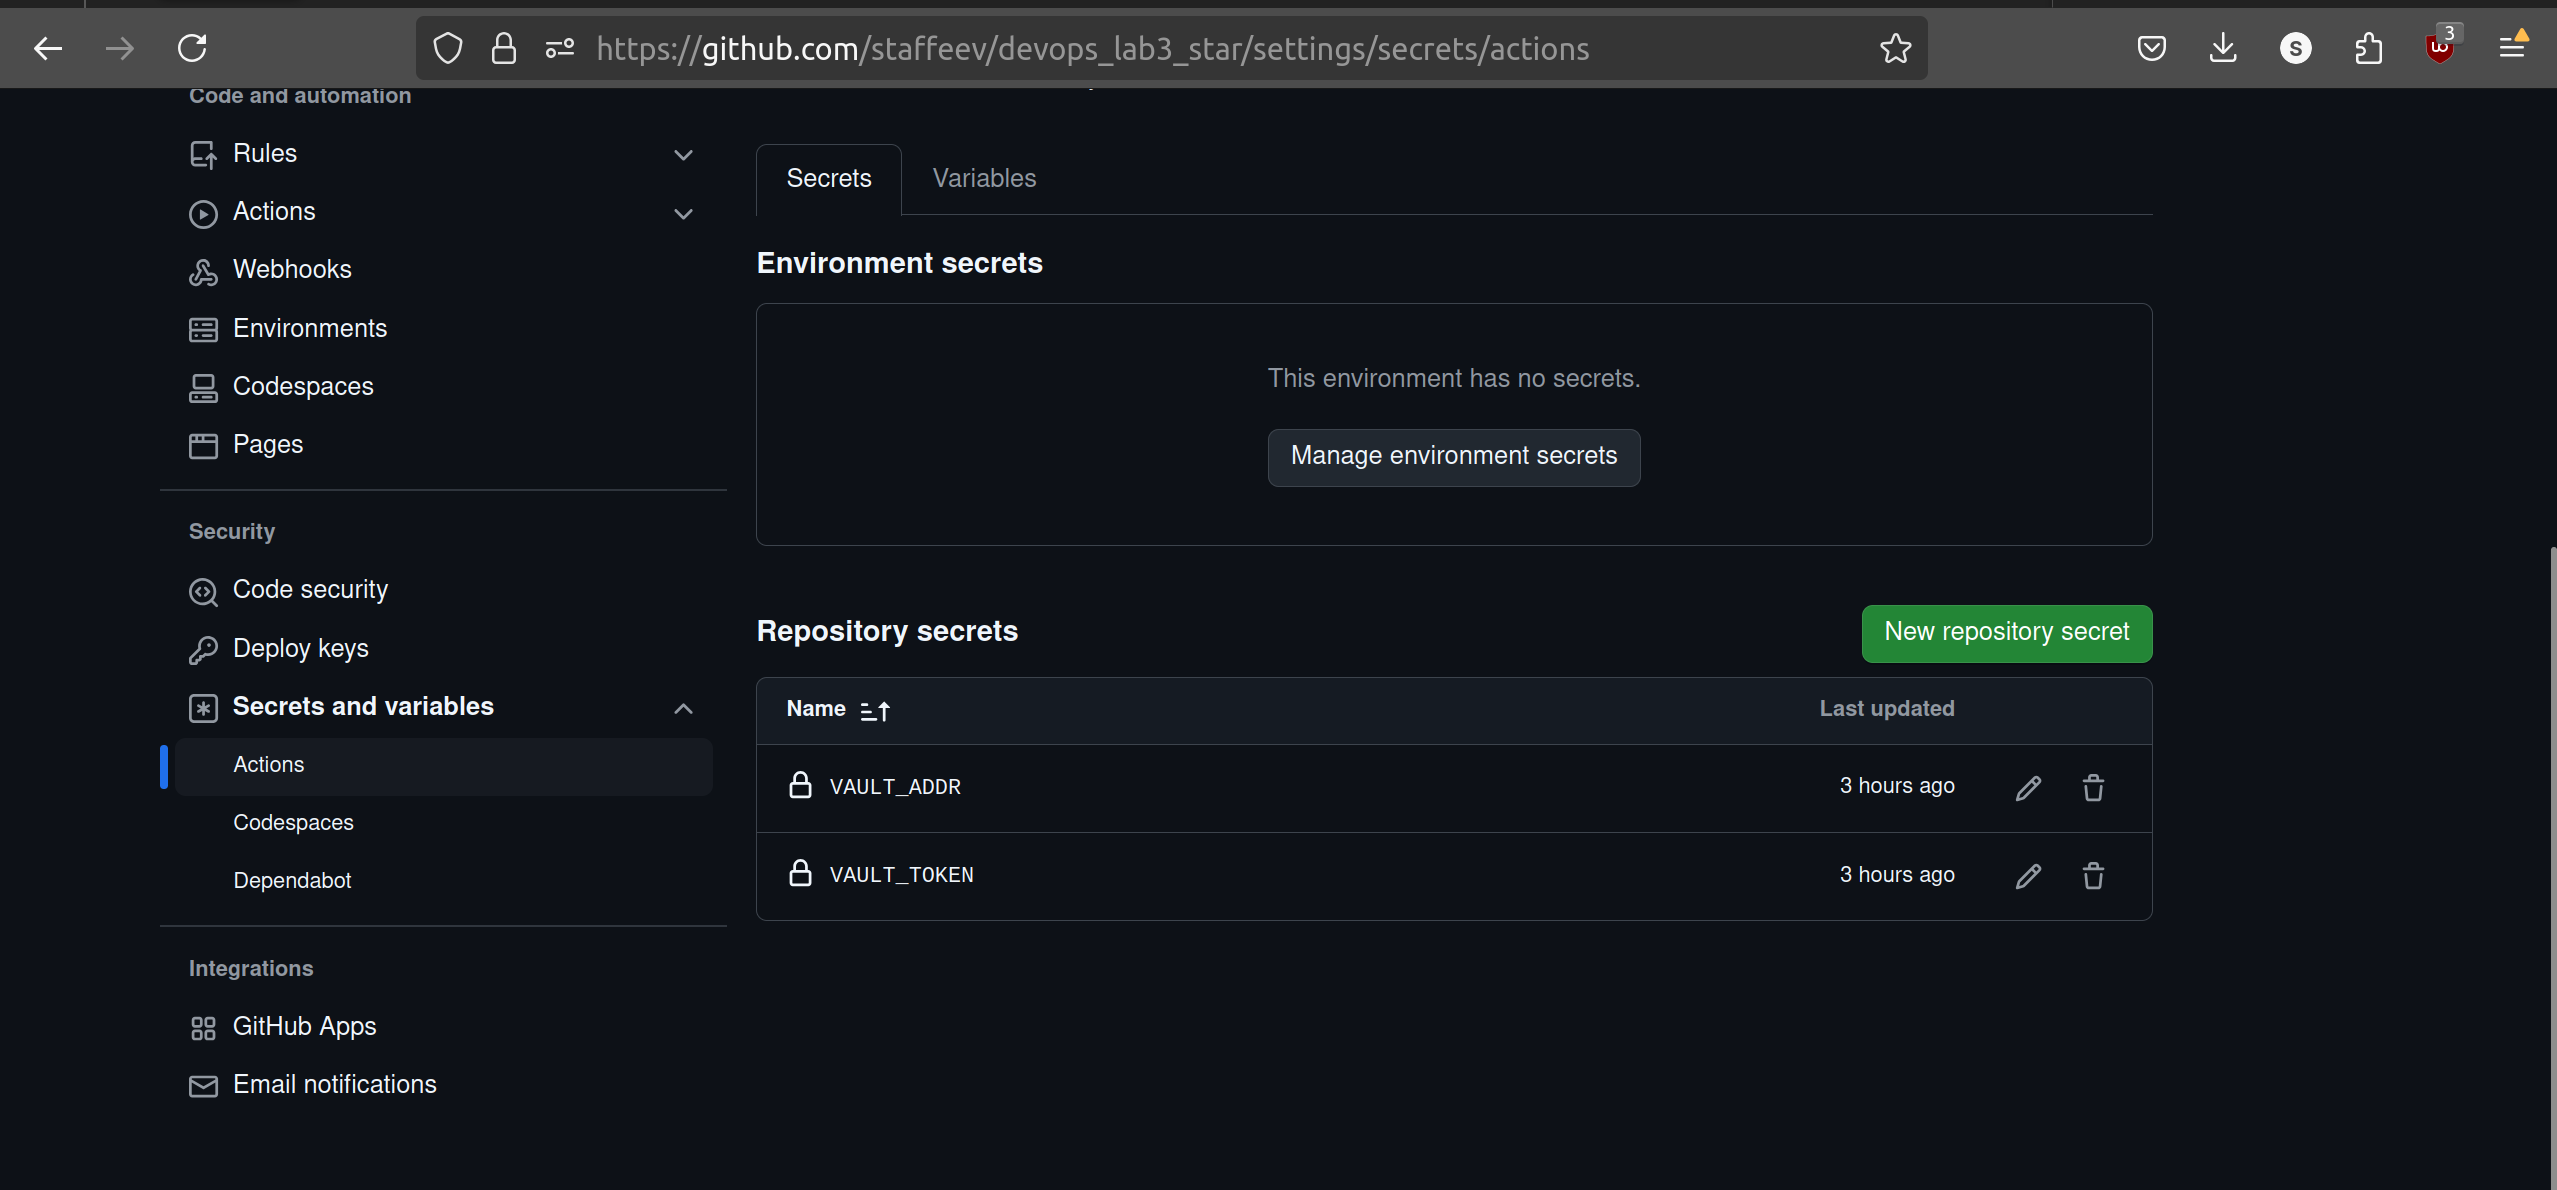 https://github.com/staffeev/devops_lab3_star/settings/secrets/actions
S
3
Code and automation
Rules
Actions
Webhooks
Environments
Codespaces
Pages
Security
Code security
Deploy keys
Secrets and variables
Actions
Codespaces
Dependabot
Integrations
GitHub Apps
Email notifications
Secrets Variables
Environment secrets
This environment has no secrets.
Manage environment secrets
Repository secrets
New repository secret
Name Last updated
VAULT_ADDR 3 hours ago
VAULT_TOKEN 3 hours ago